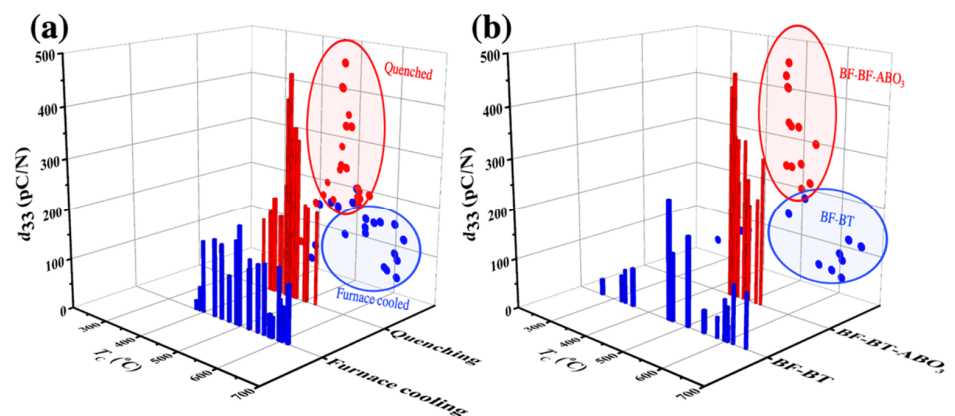 (a)
500
400
300
200
100
0
d33 (pC/N)
300
400
500
600
700
TC (°C)
Quenched
Furnace cooled
Quenching
Furnace cooling
(b)
500
400
300
200
100
0
d33 (pC/N)
300
400
500
600
700
TC (°C)
BF-BF-ABO3
BF-BT
BF-BT-ABO3
BF-BT